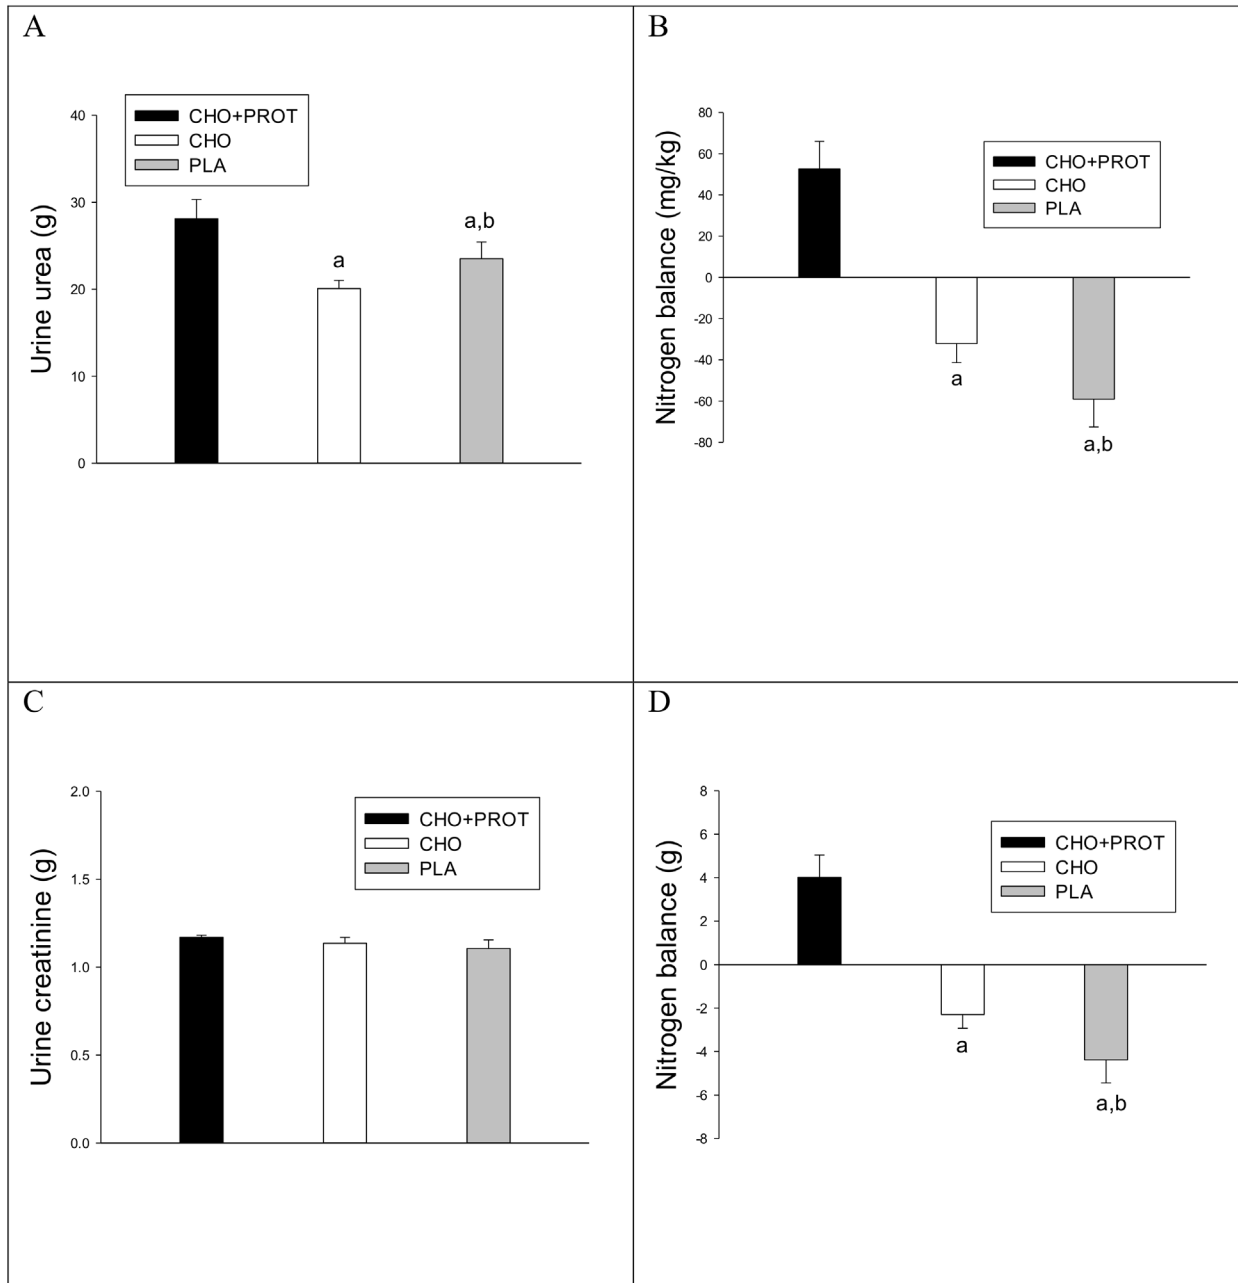 A
CHO+PROT
CHO
PLA
Urine urea (g)
40
30
20
10
0
a
a,b
B
CHO+PROT
CHO
PLA
Nitrogen balance (mg/kg)
80
60
40
20
0
-20
-40
-60
-80
a
a,b
C
CHO+PROT
CHO
PLA
Urine creatinine (g)
2.0
1.5
1.0
0.5
0.0
D
CHO+PROT
CHO
PLA
Nitrogen balance (g)
8
6
4
2
0
-2
-4
-6
-8
a
a,b